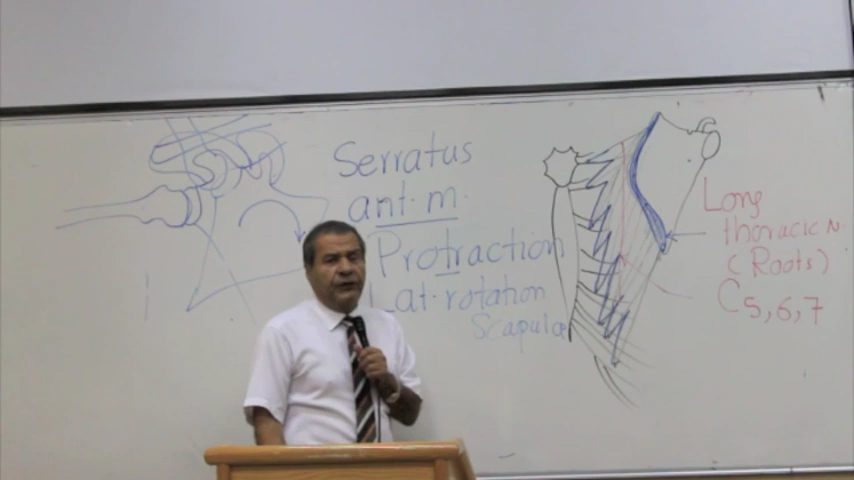 Serratus
ant. m.
Protraction
Lat. rotation
Scapula
Long
thoracic N.
(Roots)
C5,6,7